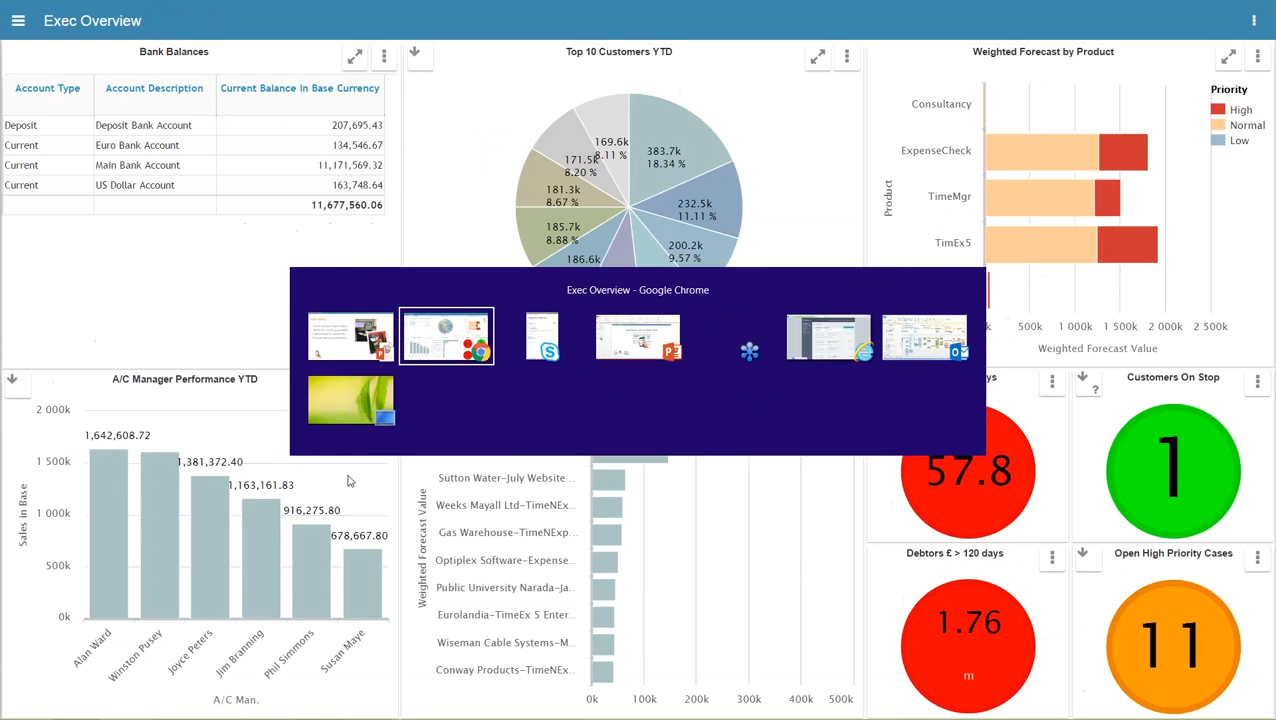 Exec Overview
Bank Balances
Account Type Account Description Current Balance In Base Currency
Deposit Deposit Bank Account 207,695.43
Current Euro Bank Account 134,546.67
Current Main Bank Account 11,171,569.32
Current US Dollar Account 163,748.64
11,677,560.06
Top 10 Customers YTD
383.7k
18.34 %
232.5k
11.11 %
200.2k
9.57 %
186.6k
185.7k
8.88 %
181.3k
8.67 %
171.5k
8.20 %
169.6k
8.11 %
Weighted Forecast by Product
Product
Consultancy
ExpenseCheck
TimeMgr
TimEx5
k 500k 1 000k 1 500k 2 000k 2 500k
Weighted Forecast Value
Priority
High
Normal
Low
Exec Overview - Google Chrome
A/C Manager Performance YTD
Sales in Base
2 000k
1 500k
1 000k
500k
0k
1,642,608.72
1,381,372.40
1,163,161.83
916,275.80
678,667.80
Alan Ward
Winston Pusey
Joyce Peters
Jim Branning
Phil Simmons
Susan Maye
A/C Man.
Weighted Forecast Value
Sutton Water-July Website ..
Weeks Mayall Ltd-TimeNEx..
Gas Warehouse-TimeNExp...
Optiplex Software-Expense..
Public University Narada-Ja..
Eurolandia-TimeEx 5 Enter..
Wiseman Cable Systems-M..
Conway Products-TimeNEx..
0k 100k 200k 300k 400k 500k
ys
57.8
?
Customers On Stop
1
Debtors £ > 120 days
1.76
m
Open High Priority Cases
11